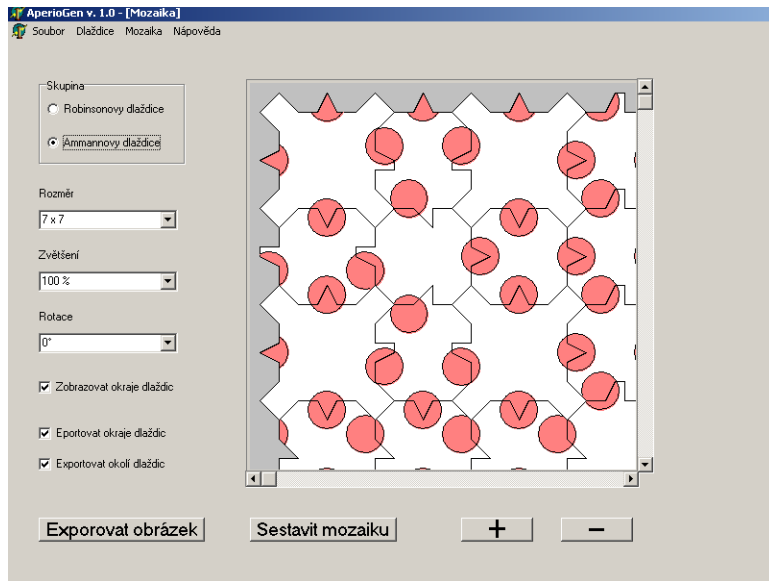 AperioGen v. 1.0 - [Mozaika]
Soubor Dlaždice Mozaika Nápověda
Skupina
Robinsonovy dlaždice
Ammannovy dlaždice
Rozměr
7 x 7
Zvětšení
100 %
Rotace
0°
Zobrazovat okraje dlaždic
Eportovat okraje dlaždic
Exportovat okolí dlaždic
Exporovat obrázek
Sestavit mozaiku
+
−